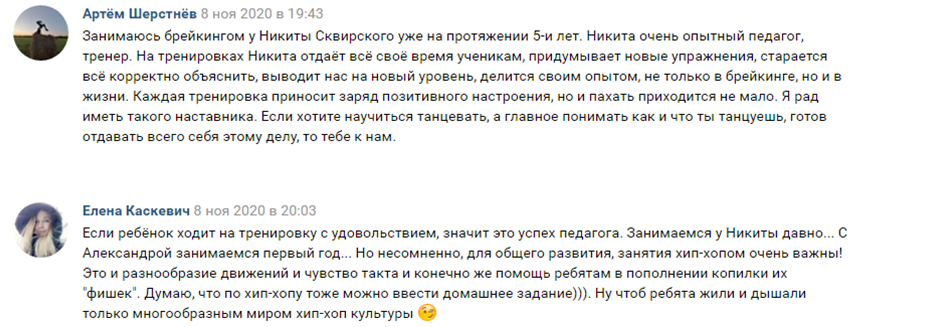 Артём Шерстнёв 8 ноя 2020 в 19:43
Занимаюсь брейкингом у Никиты Сквирского уже на протяжении 5-и лет. Никита очень опытный педагог,
тренер. На тренировках Никита отдаёт всё своё время ученикам, придумывает новые упражнения, старается
всё корректно объяснить, выводит нас на новый уровень, делится своим опытом, не только в брейкинге, но и в
жизни. Каждая тренировка приносит заряд позитивного настроения, но и пахать приходится не мало. Я рад
иметь такого наставника. Если хотите научиться танцевать, а главное понимать как и что ты танцуешь, готов
отдавать всего себя этому делу, то тебе к нам.
Елена Каскевич 8 ноя 2020 в 20:03
Если ребёнок ходит на тренировку с удовольствием, значит это успех педагога. Занимаемся у Никиты давно... С
Александрой занимаемся первый год... Но несомненно, для общего развития, занятия хип-хопом очень важны!
Это и разнообразие движений и чувство такта и конечно же помощь ребятам в пополнении копилки их
"фишек". Думаю, что по хип-хопу тоже можно ввести домашнее задание))). Ну чтоб ребята жили и дышали
только многообразным миром хип-хоп культуры 😉